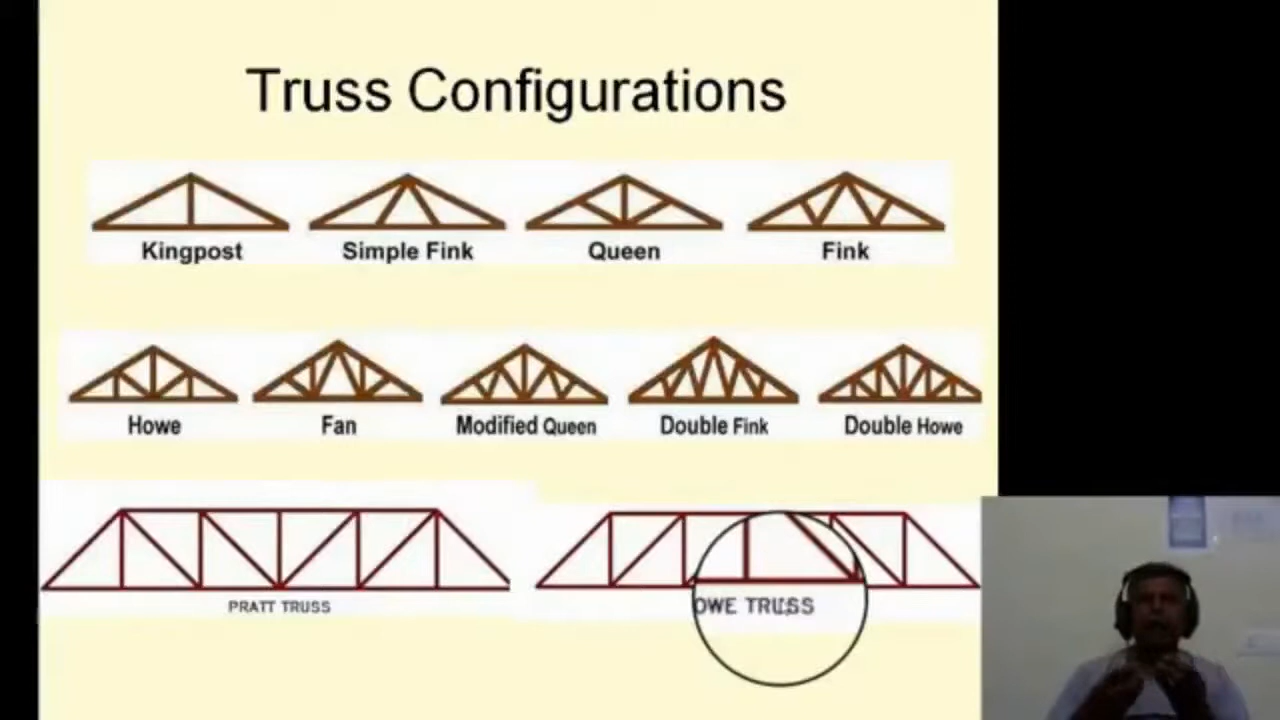 Truss Configurations
Kingpost Simple Fink Queen Fink
Howe Fan Modified Queen Double Fink Double Howe
PRATT TRUSS OWE TRUSS